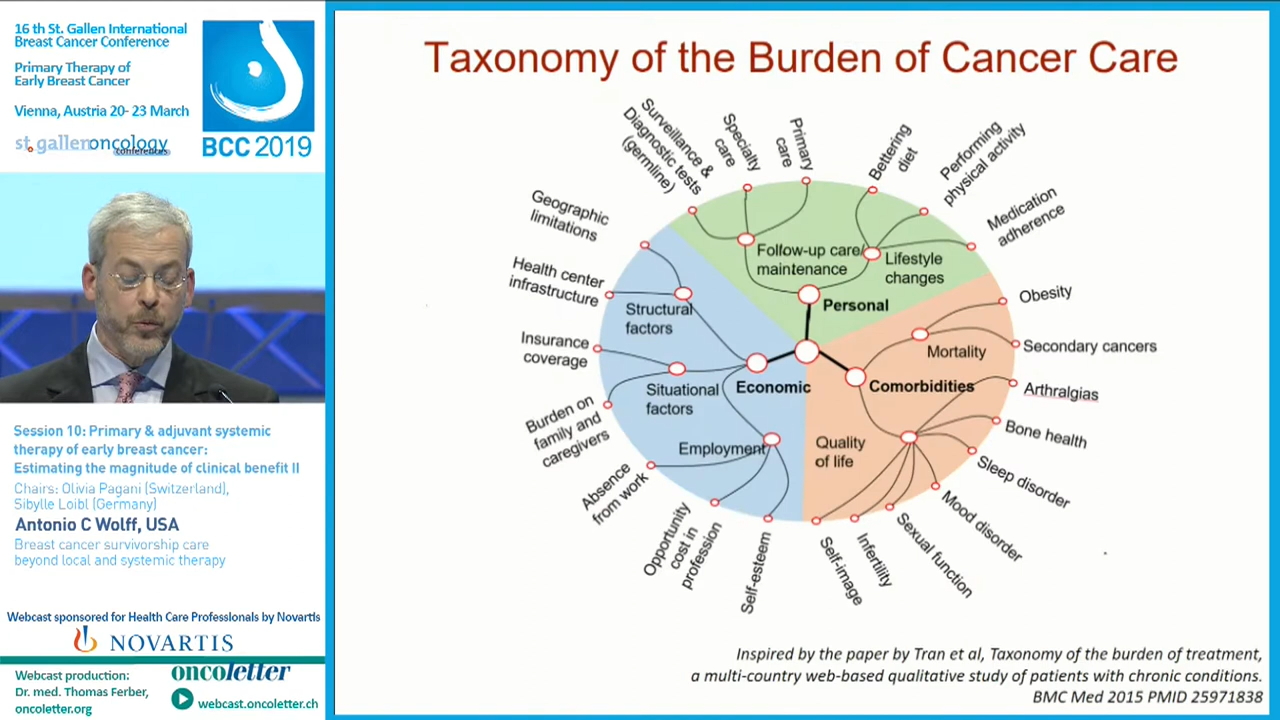 16 th St. Gallen International
Breast Cancer Conference
Primary Therapy of
Early Breast Cancer
Vienna, Austria 20- 23 March
st.gallenoncology
conferences
BCC 2019
Session 10: Primary & adjuvant systemic
therapy of early breast cancer:
Estimating the magnitude of clinical benefit II
Chairs: Olivia Pagani (Switzerland),
Sibylle Loibl (Germany)
Antonio C Wolff, USA
Breast cancer survivorship care
beyond local and systemic therapy
Webcast sponsored for Health Care Professionals by Novartis
NOVARTIS
Webcast production:
Dr. med. Thomas Ferber,
oncoletter.org
oncoletter
webcast.oncoletter.ch
Taxonomy of the Burden of Cancer Care
Surveillance &
Diagnostic tests
(germline)
Specialty
care
Primary
care
Bettering
diet
Performing
physical activity
Medication
adherence
Follow-up care/
maintenance
Lifestyle
changes
Personal
Geographic
limitations
Health center
infrastructure
Structural
factors
Insurance
coverage
Burden on
family and
caregivers
Situational
factors
Economic
Employment
Absence
from work
Opportunity
cost in
profession
Self-esteem
Obesity
Secondary cancers
Mortality
Comorbidities
Arthralgias
Bone health
Sleep disorder
Mood disorder
Sexual function
Infertility
Self-image
Quality
of life
Inspired by the paper by Tran et al, Taxonomy of the burden of treatment,
a multi-country web-based qualitative study of patients with chronic conditions.
BMC Med 2015 PMID 25971838